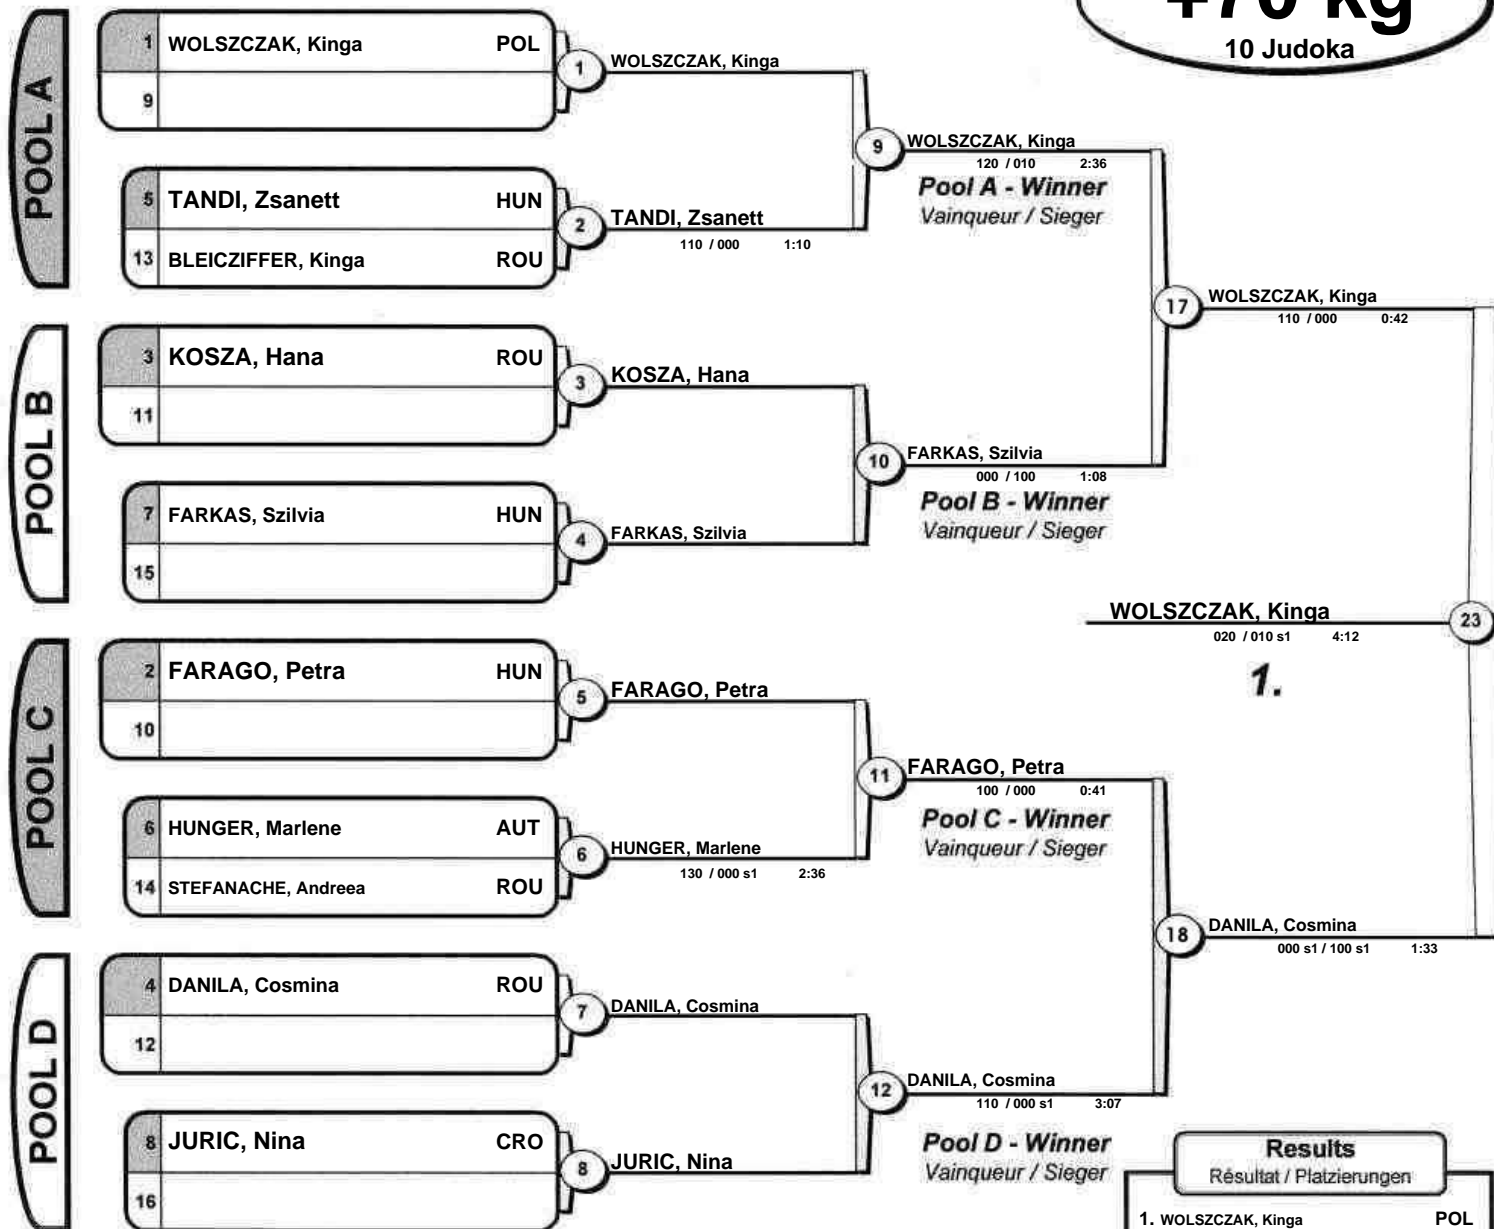 +70 kg
10 Judoka
POOL A
1 WOLSZCZAK, Kinga POL
9
1 WOLSZCZAK, Kinga
5 TANDI, Zsanett HUN
13 BLEICZIFFER, Kinga ROU
2 TANDI, Zsanett
110 / 000 1:10
9 WOLSZCZAK, Kinga
120 / 010 2:36
Pool A - Winner
Vainqueur / Sieger
POOL B
3 KOSZA, Hana ROU
11
3 KOSZA, Hana
7 FARKAS, Szilvia HUN
15
4 FARKAS, Szilvia
10 FARKAS, Szilvia
000 / 100 1:08
Pool B - Winner
Vainqueur / Sieger
17 WOLSZCZAK, Kinga
110 / 000 0:42
WOLSZCZAK, Kinga 23
020 / 010 s1 4:12
1.
POOL C
2 FARAGO, Petra HUN
10
5 FARAGO, Petra
6 HUNGER, Marlene AUT
14 STEFANACHE, Andreea ROU
6 HUNGER, Marlene
130 / 000 s1 2:36
11 FARAGO, Petra
100 / 000 0:41
Pool C - Winner
Vainqueur / Sieger
POOL D
4 DANILA, Cosmina ROU
12
7 DANILA, Cosmina
8 JURIC, Nina CRO
16
8 JURIC, Nina
12 DANILA, Cosmina
110 / 000 s1 3:07
Pool D - Winner
Vainqueur / Sieger
18 DANILA, Cosmina
000 s1 / 100 s1 1:33
Results
Résultat / Platzierungen
1. WOLSZCZAK, Kinga POL